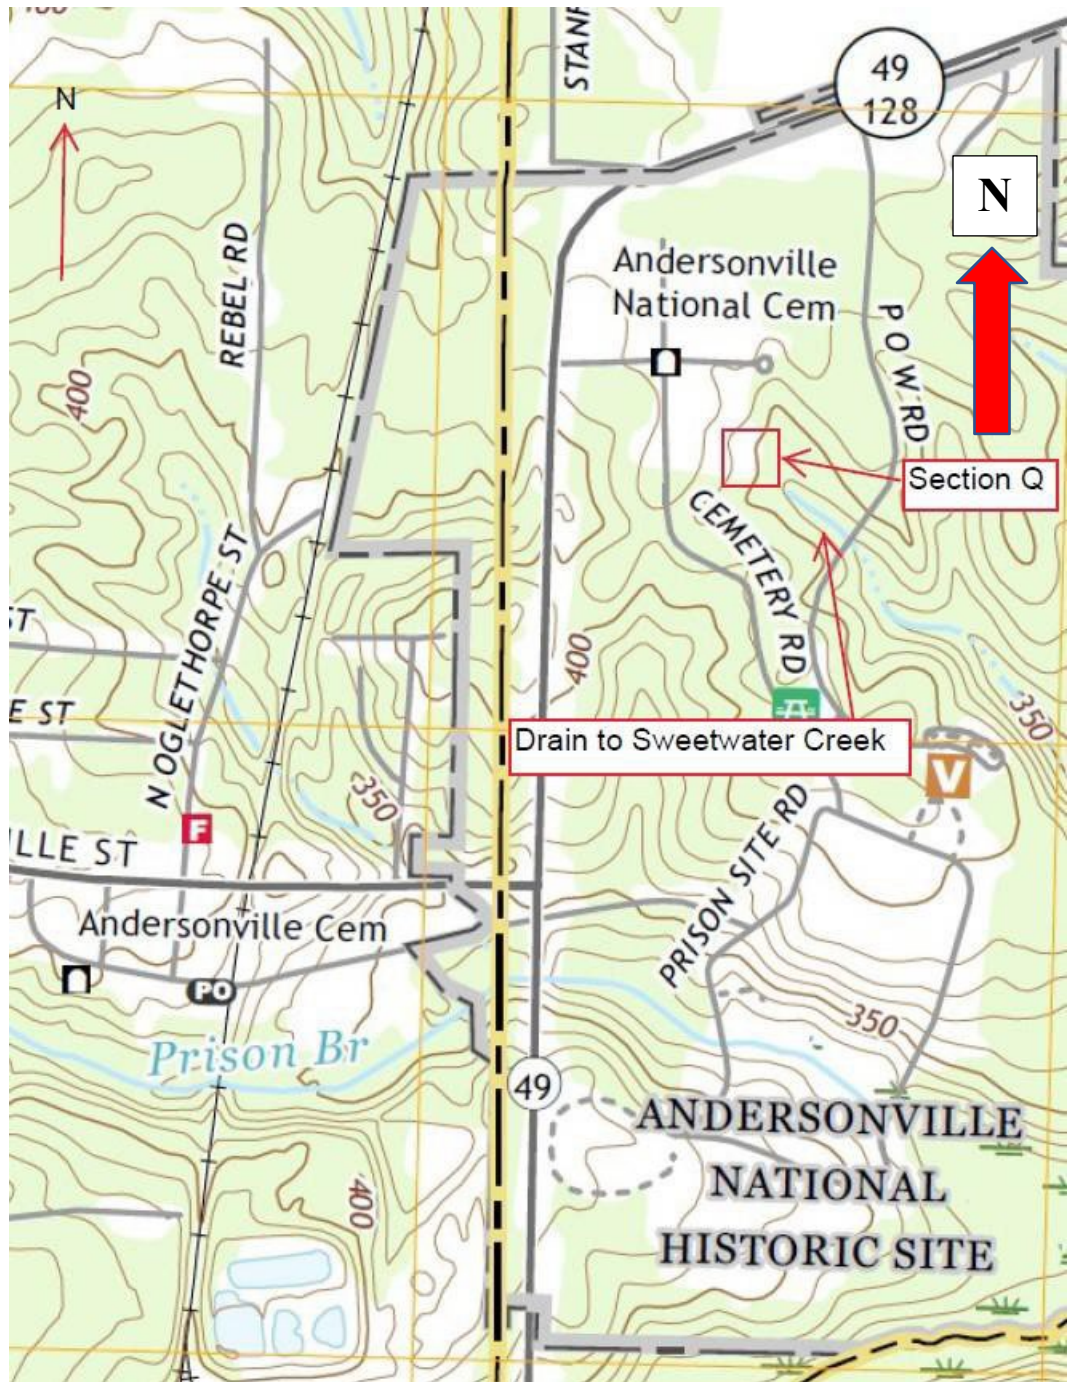 STANF
49
128
N
N
REBEL RD
Andersonville
National Cem
P O W RD
400
Section Q
CEMETERY RD
N OGLETHORPE ST
ST
400
E ST
350
Drain to Sweetwater Creek
350
V
F
PRISON SITE RD
LLE ST
Andersonville Cem
PO
350
Prison Br
49
ANDERSONVILLE
NATIONAL
HISTORIC SITE
400